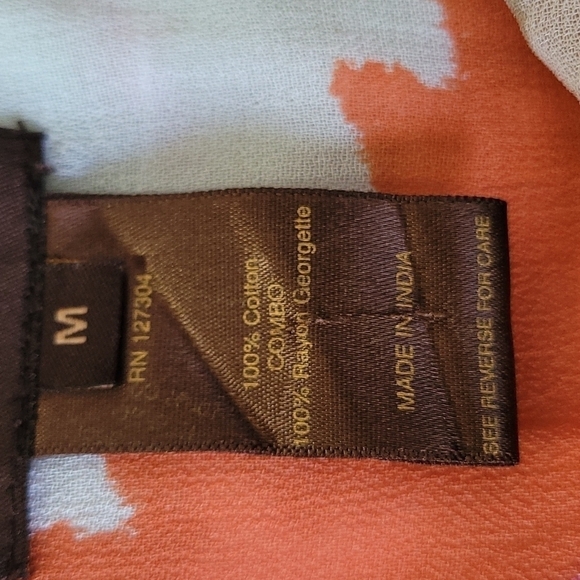 M
RN 127304
100% Cotton
COMBO
100% Rayon Georgette
MADE IN INDIA
SEE REVERSE FOR CARE